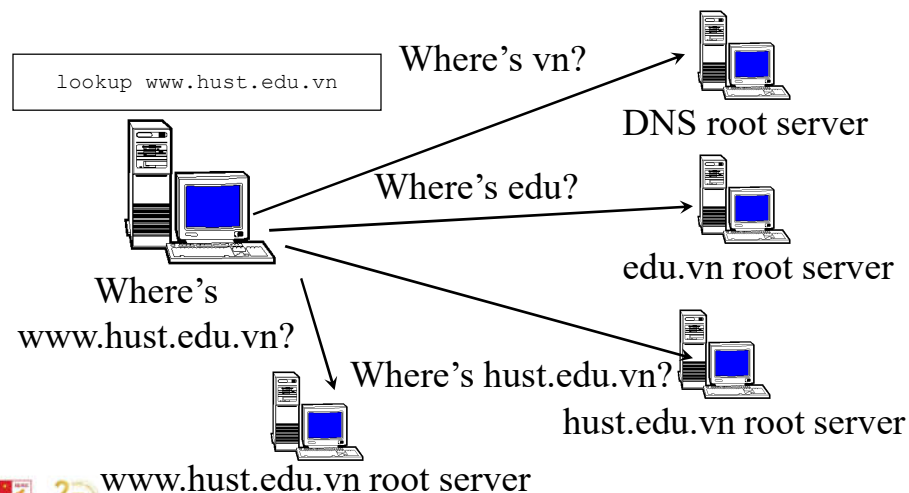 lookup www.hust.edu.vn
Where’s vn?
DNS root server
Where’s edu?
edu.vn root server
Where’s
www.hust.edu.vn?
Where’s hust.edu.vn?
hust.edu.vn root server
www.hust.edu.vn root server